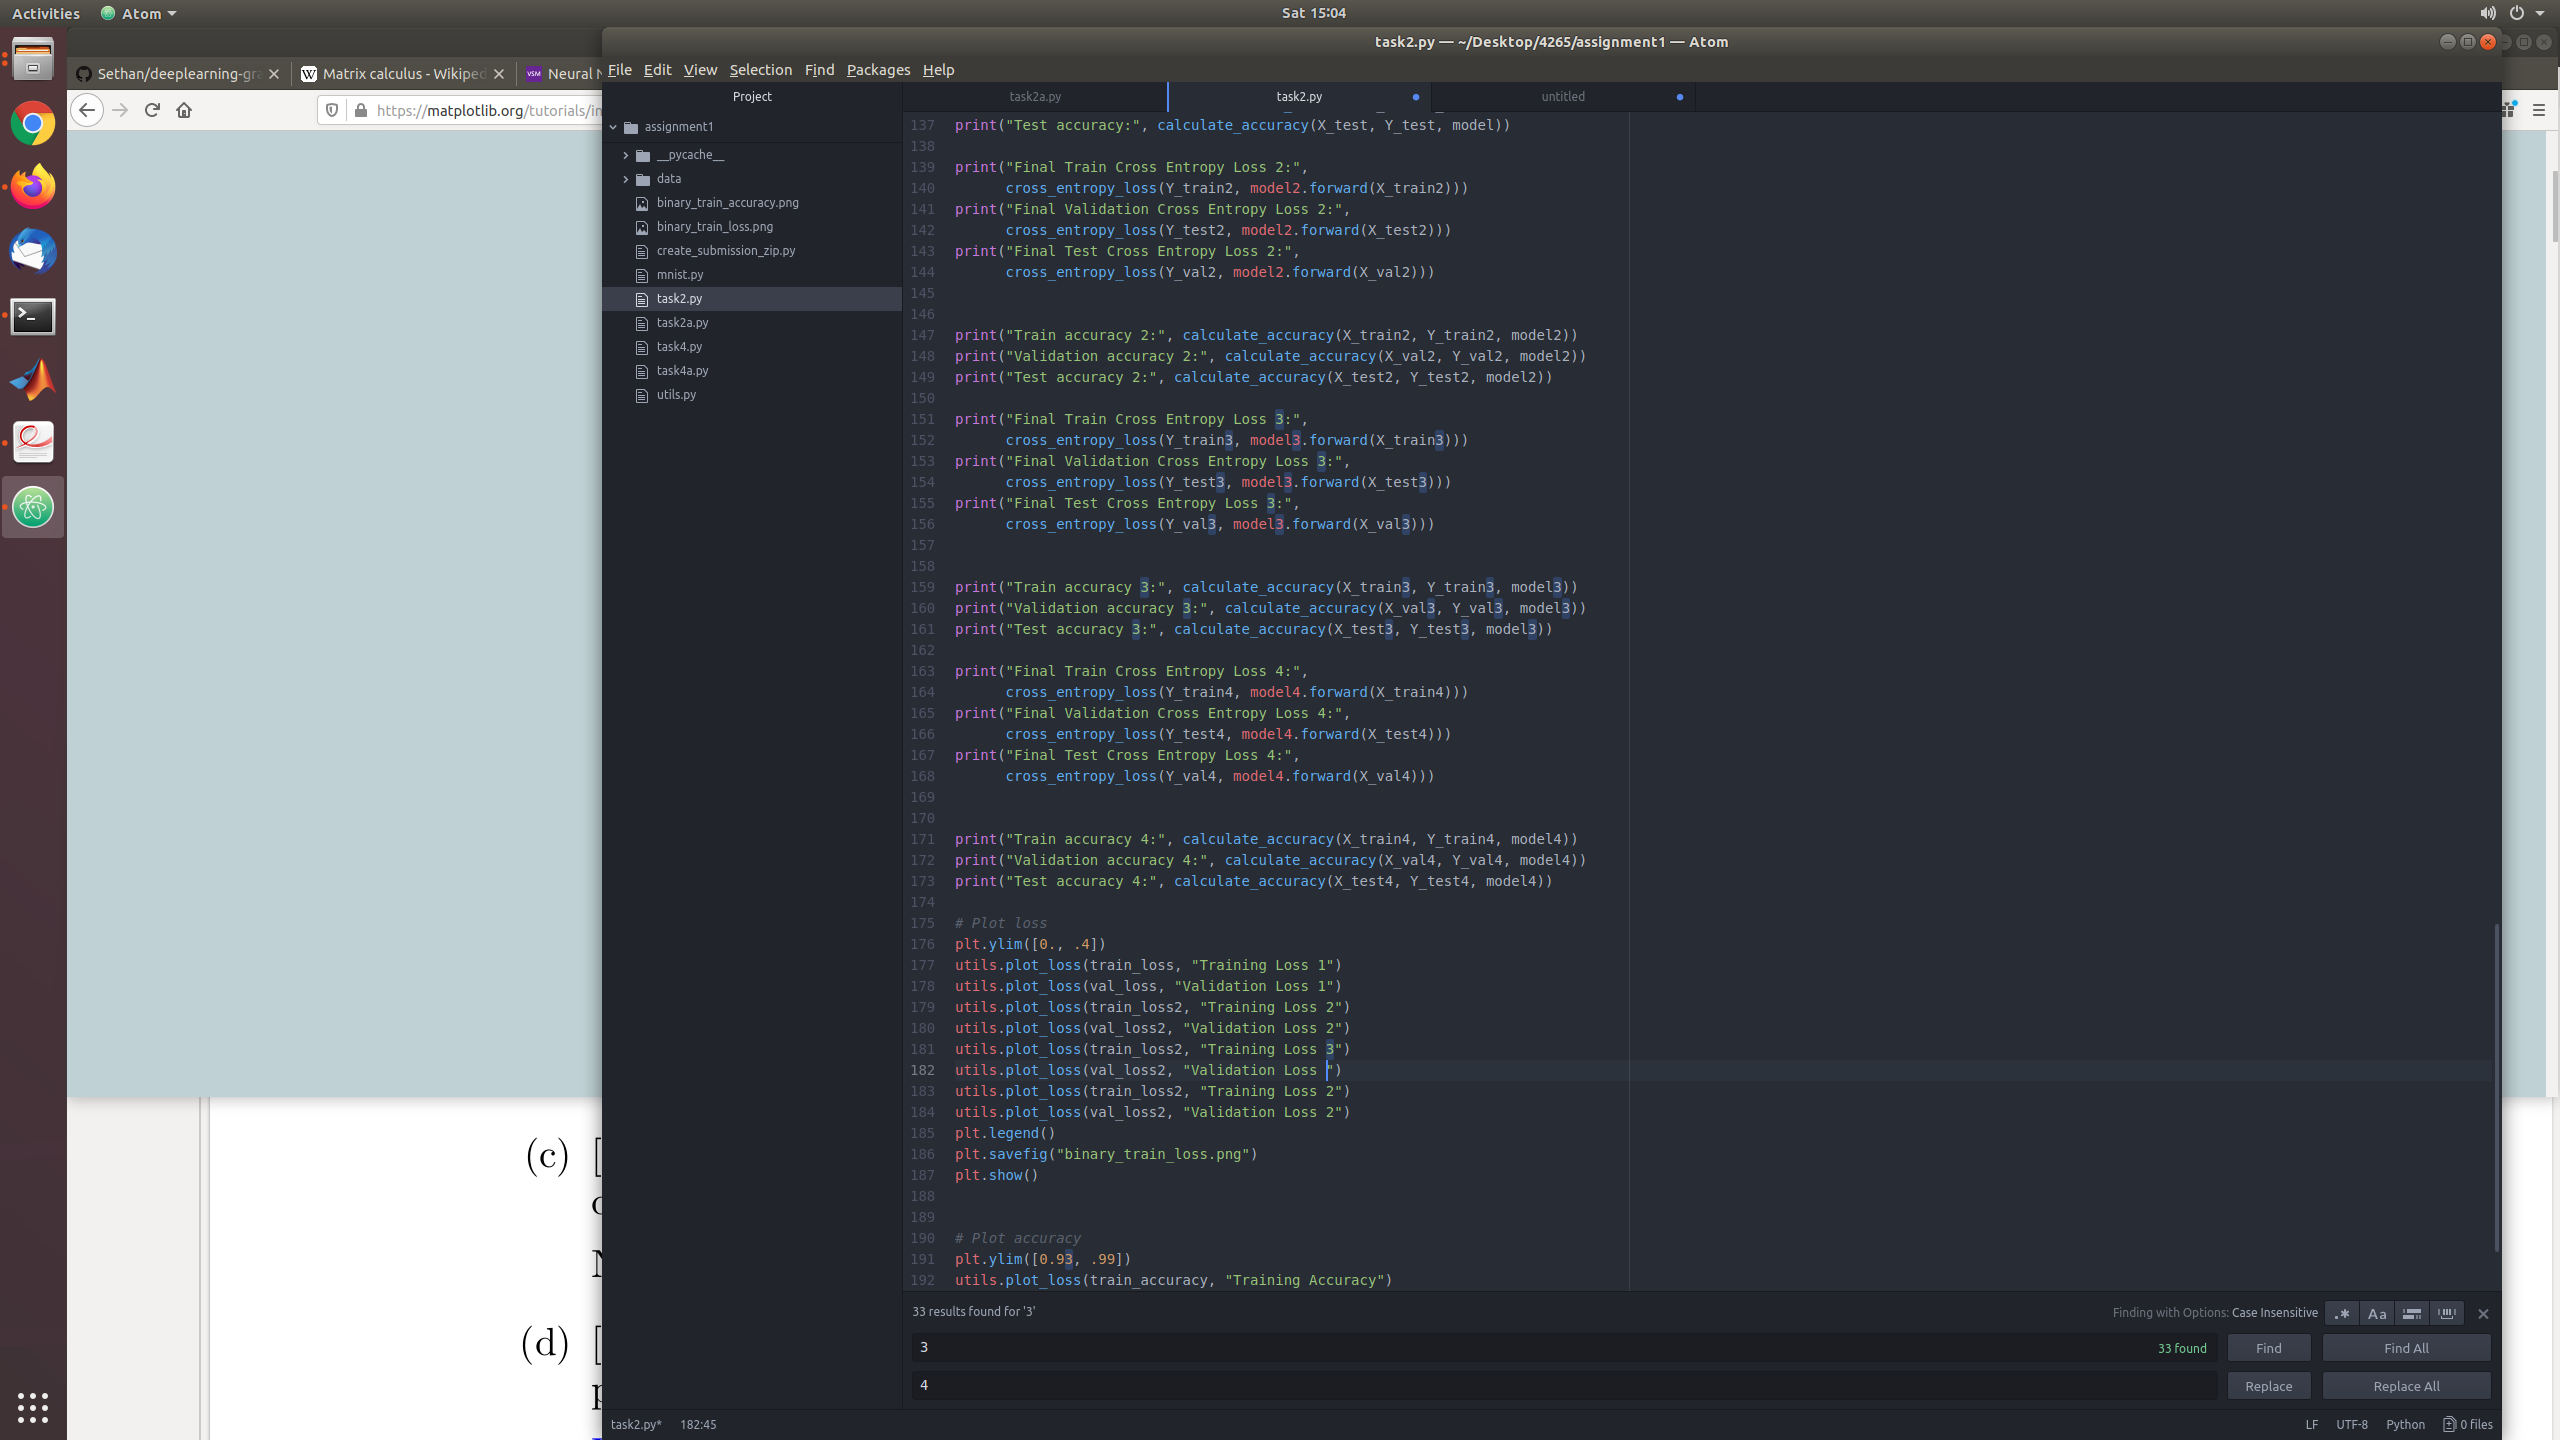 Activities
Atom
Sat 15:04
task2.py — ~/Desktop/4265/assignment1 — Atom
Sethan/deeplearning-gra
Matrix calculus - Wikiped
VSM
Neural N
https://matplotlib.org/tutorials/in
File Edit View Selection Find Packages Help
Project
task2a.py
task2.py
untitled
assignment1
__pycache__
data
binary_train_accuracy.png
binary_train_loss.png
create_submission_zip.py
mnist.py
task2.py
task2a.py
task4.py
task4a.py
utils.py
137 print("Test accuracy:", calculate_accuracy(X_test, Y_test, model))
138
139 print("Final Train Cross Entropy Loss 2:",
140       cross_entropy_loss(Y_train2, model2.forward(X_train2)))
141 print("Final Validation Cross Entropy Loss 2:",
142       cross_entropy_loss(Y_test2, model2.forward(X_test2)))
143 print("Final Test Cross Entropy Loss 2:",
144       cross_entropy_loss(Y_val2, model2.forward(X_val2)))
145
146
147 print("Train accuracy 2:", calculate_accuracy(X_train2, Y_train2, model2))
148 print("Validation accuracy 2:", calculate_accuracy(X_val2, Y_val2, model2))
149 print("Test accuracy 2:", calculate_accuracy(X_test2, Y_test2, model2))
150
151 print("Final Train Cross Entropy Loss 3:",
152       cross_entropy_loss(Y_train3, model3.forward(X_train3)))
153 print("Final Validation Cross Entropy Loss 3:",
154       cross_entropy_loss(Y_test3, model3.forward(X_test3)))
155 print("Final Test Cross Entropy Loss 3:",
156       cross_entropy_loss(Y_val3, model3.forward(X_val3)))
157
158
159 print("Train accuracy 3:", calculate_accuracy(X_train3, Y_train3, model3))
160 print("Validation accuracy 3:", calculate_accuracy(X_val3, Y_val3, model3))
161 print("Test accuracy 3:", calculate_accuracy(X_test3, Y_test3, model3))
162
163 print("Final Train Cross Entropy Loss 4:",
164       cross_entropy_loss(Y_train4, model4.forward(X_train4)))
165 print("Final Validation Cross Entropy Loss 4:",
166       cross_entropy_loss(Y_test4, model4.forward(X_test4)))
167 print("Final Test Cross Entropy Loss 4:",
168       cross_entropy_loss(Y_val4, model4.forward(X_val4)))
169
170
171 print("Train accuracy 4:", calculate_accuracy(X_train4, Y_train4, model4))
172 print("Validation accuracy 4:", calculate_accuracy(X_val4, Y_val4, model4))
173 print("Test accuracy 4:", calculate_accuracy(X_test4, Y_test4, model4))
174
175 # Plot loss
176 plt.ylim([0., .4])
177 utils.plot_loss(train_loss, "Training Loss 1")
178 utils.plot_loss(val_loss, "Validation Loss 1")
179 utils.plot_loss(train_loss2, "Training Loss 2")
180 utils.plot_loss(val_loss2, "Validation Loss 2")
181 utils.plot_loss(train_loss2, "Training Loss 3")
182 utils.plot_loss(val_loss2, "Validation Loss ")
183 utils.plot_loss(train_loss2, "Training Loss 2")
184 utils.plot_loss(val_loss2, "Validation Loss 2")
185 plt.legend()
186 plt.savefig("binary_train_loss.png")
187 plt.show()
188
189
190 # Plot accuracy
191 plt.ylim([0.93, .99])
192 utils.plot_loss(train_accuracy, "Training Accuracy")
(c) [
(d) [
33 results found for '3'
Finding with Options: Case Insensitive
.* Aa
3
33 found
Find
Find All
4
Replace
Replace All
task2.py*
182:45
LF
UTF-8
Python
0 files